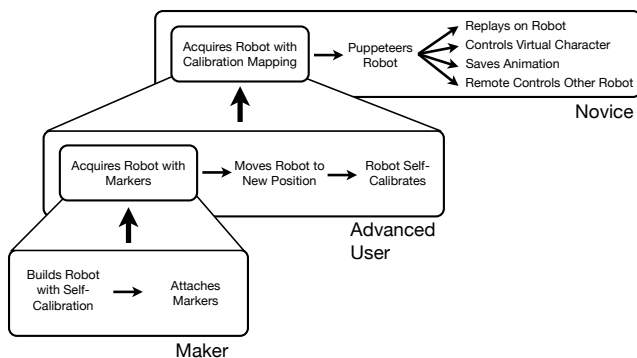 Acquires Robot with
Calibration Mapping
Puppeteers
Robot
Replays on Robot
Controls Virtual Character
Saves Animation
Remote Controls Other Robot
Novice
Acquires Robot with
Markers
Moves Robot to
New Position
Robot Self-
Calibrates
Advanced
User
Builds Robot
with Self-
Calibration
Attaches
Markers
Maker